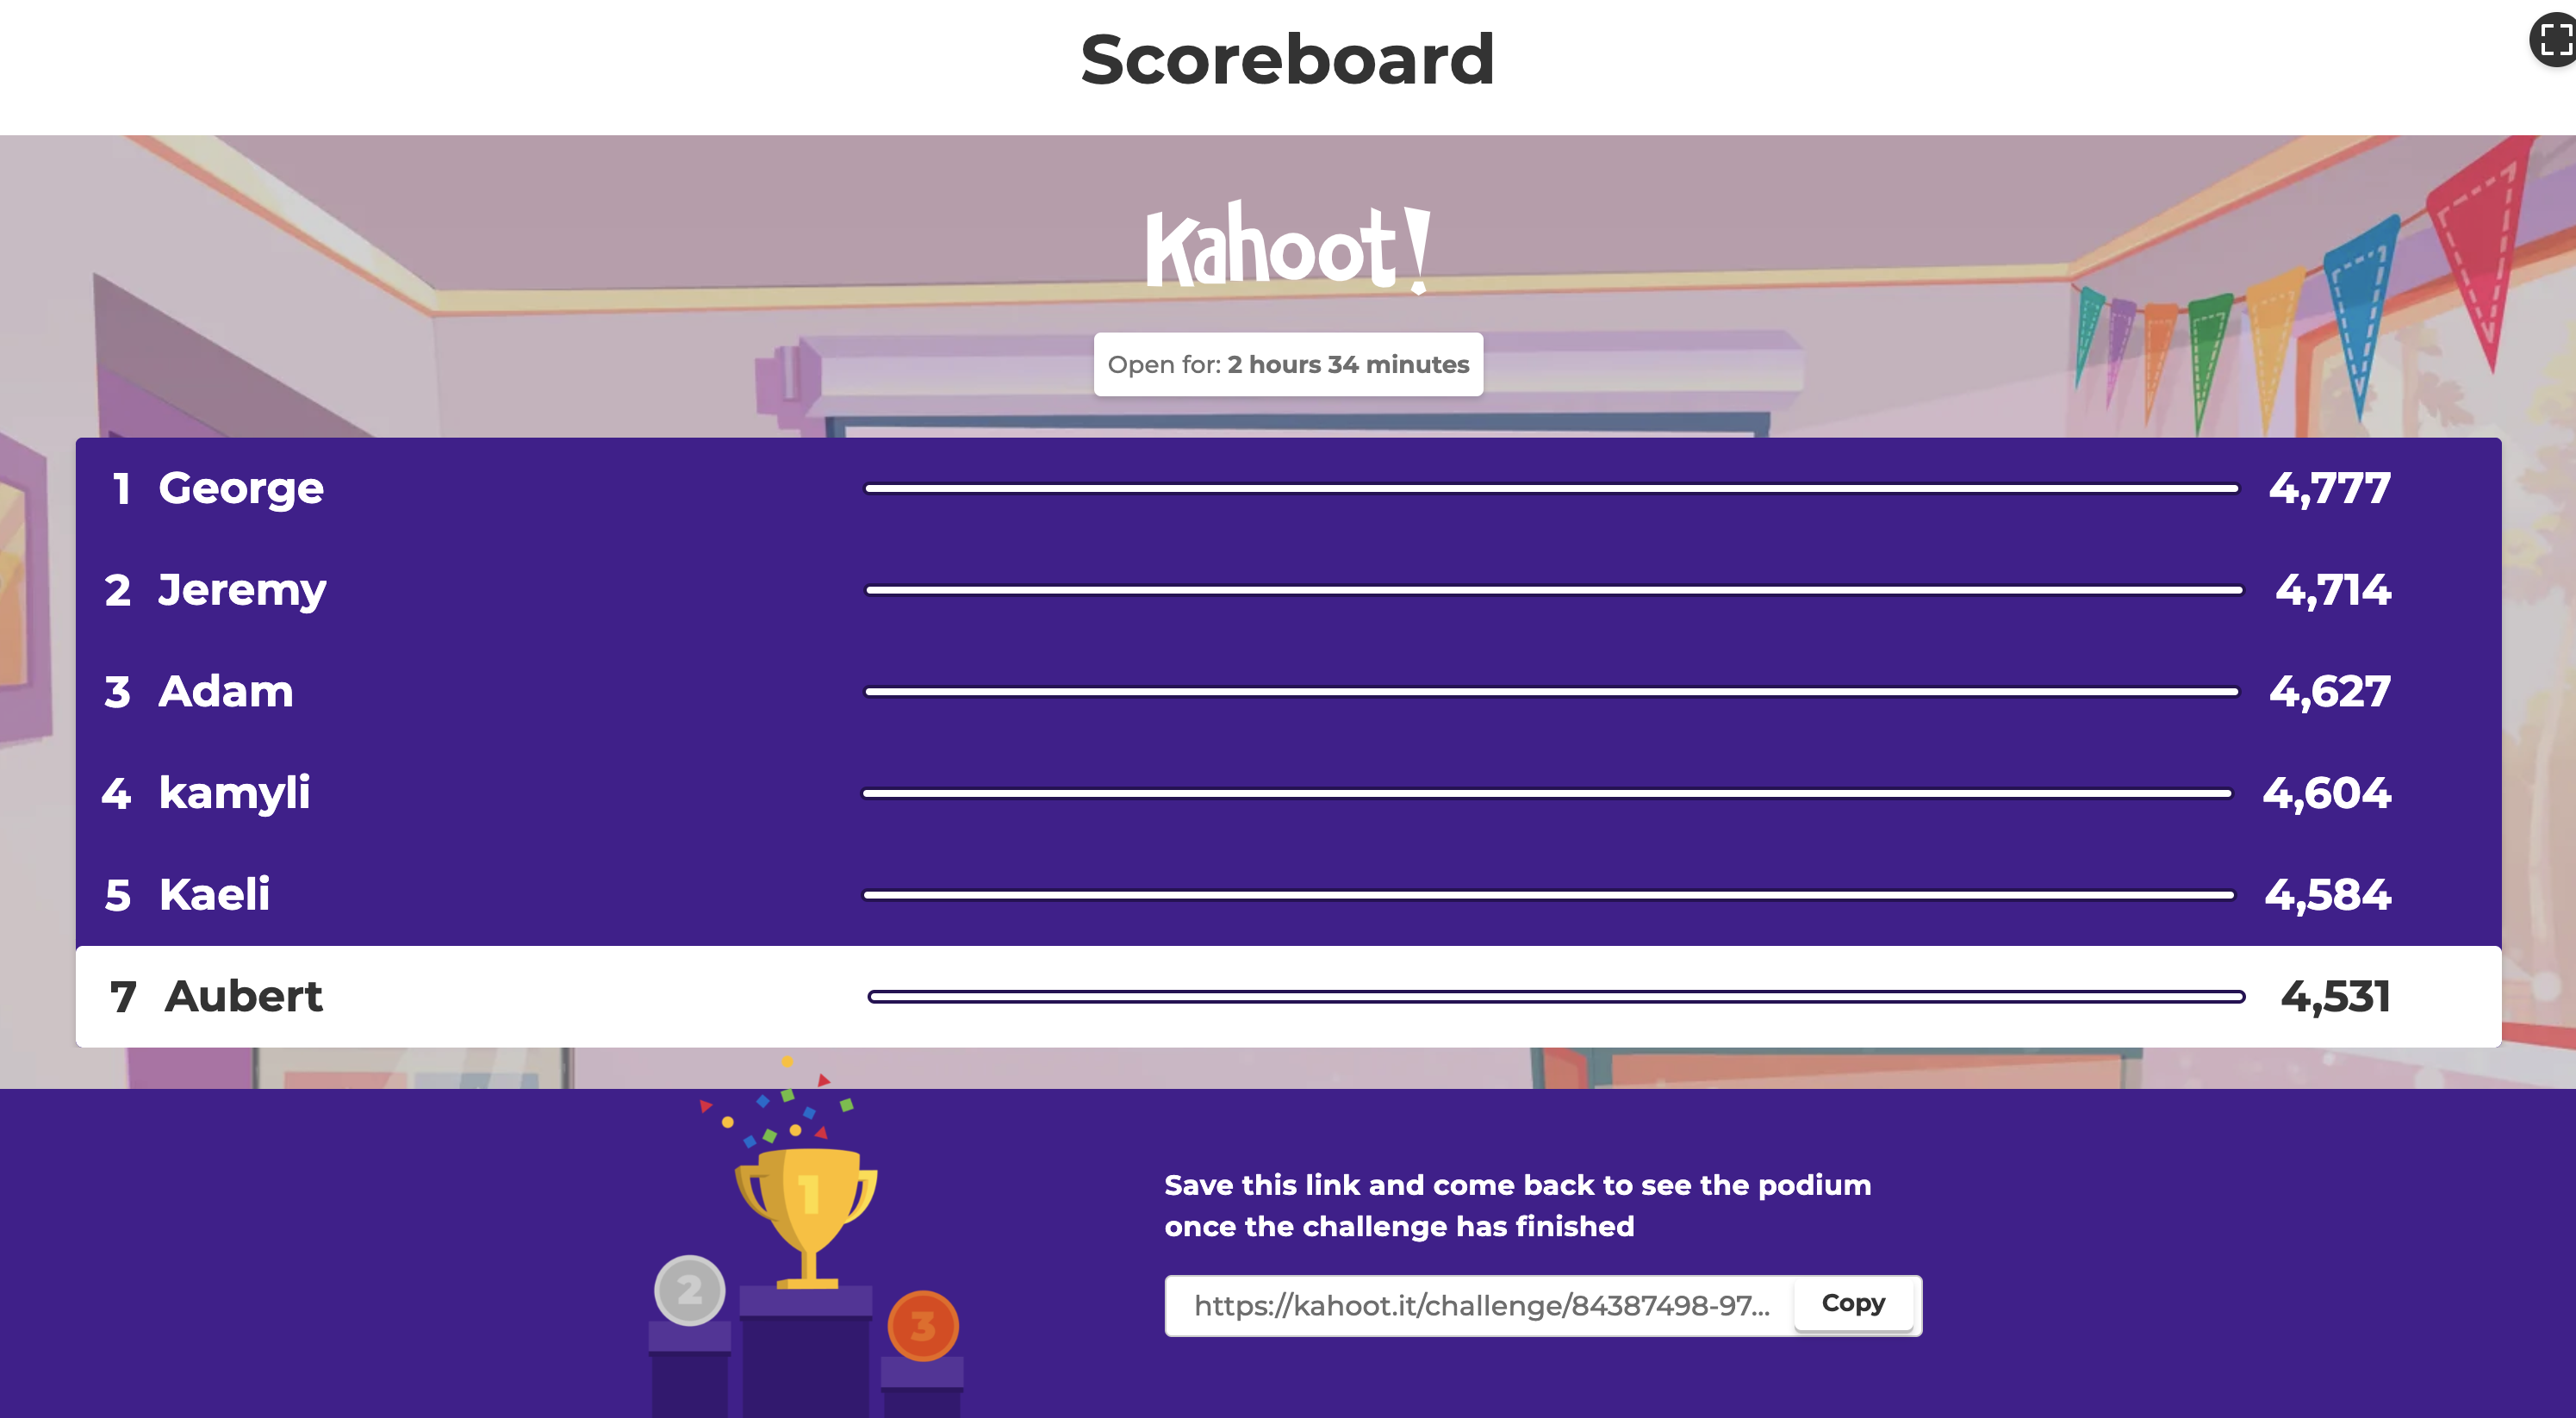 Scoreboard
Kahoot!
Open for: 2 hours 34 minutes
1 George 4,777
2 Jeremy 4,714
3 Adam 4,627
4 kamyli 4,604
5 Kaeli 4,584
7 Aubert 4,531
1
2
3
Save this link and come back to see the podium
once the challenge has finished
https://kahoot.it/challenge/84387498-97... Copy